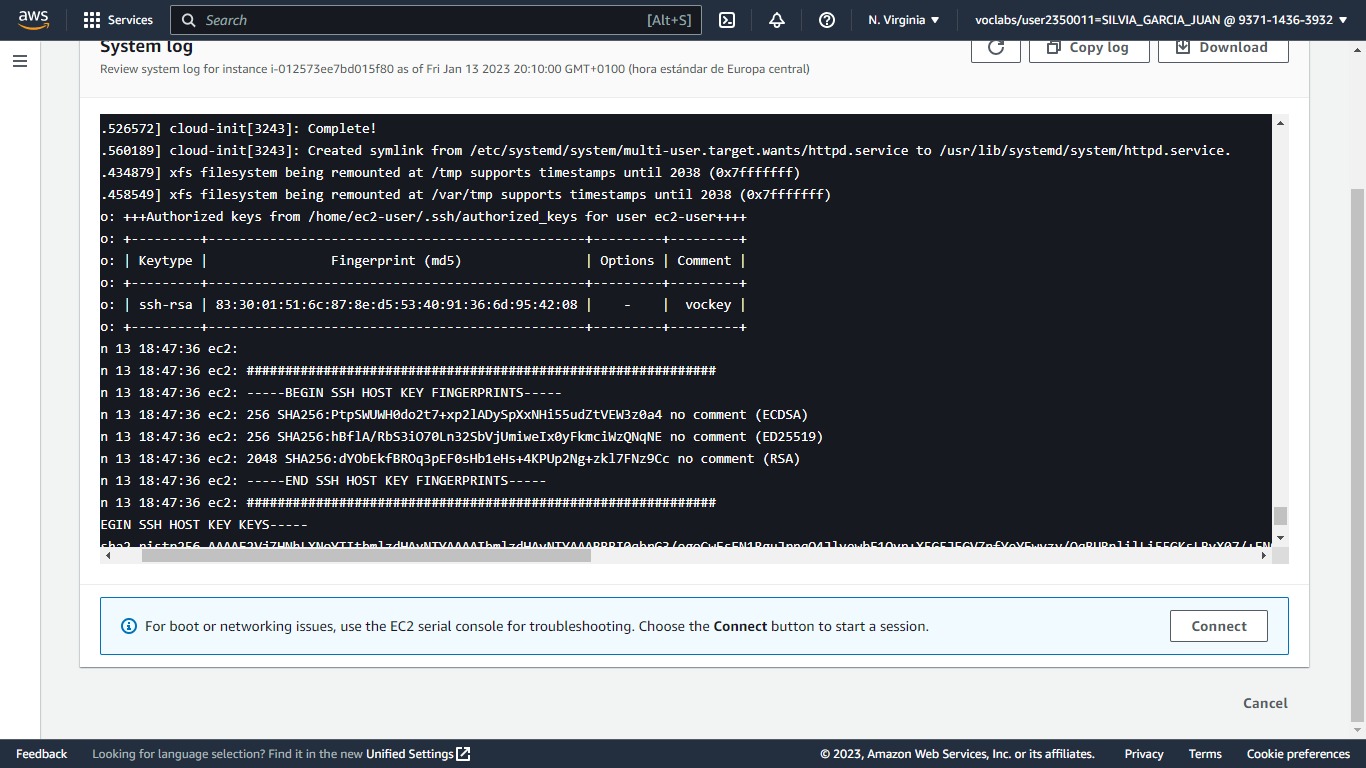 aws
Services
Search
[Alt+S]
N. Virginia
voclabs/user2350011=SILVIA_GARCIA_JUAN @ 9371-1436-3932
System log
Copy log
Download
Review system log for instance i-012573ee7bd015f80 as of Fri Jan 13 2023 20:10:00 GMT+0100 (hora estándar de Europa central)
.526572] cloud-init[3243]: Complete!
.560189] cloud-init[3243]: Created symlink from /etc/systemd/system/multi-user.target.wants/httpd.service to /usr/lib/systemd/system/httpd.service.
.434879] xfs filesystem being remounted at /tmp supports timestamps until 2038 (0x7fffffff)
.458549] xfs filesystem being remounted at /var/tmp supports timestamps until 2038 (0x7fffffff)
o: +++Authorized keys from /home/ec2-user/.ssh/authorized_keys for user ec2-user++++
o: +---------+-------------------------------------------------+---------+---------+
o: | Keytype |                Fingerprint (md5)                | Options | Comment |
o: +---------+-------------------------------------------------+---------+---------+
o: | ssh-rsa | 83:30:01:51:6c:87:8e:d5:53:40:91:36:6d:95:42:08 |    -    |  vockey |
o: +---------+-------------------------------------------------+---------+---------+
n 13 18:47:36 ec2:
n 13 18:47:36 ec2: #############################################################
n 13 18:47:36 ec2: -----BEGIN SSH HOST KEY FINGERPRINTS-----
n 13 18:47:36 ec2: 256 SHA256:PtpSWUWH0do2t7+xp2lADySpXxNHi55udZtVEW3z0a4 no comment (ECDSA)
n 13 18:47:36 ec2: 256 SHA256:hBflA/RbS3iO70Ln32SbVjUmiweIx0yFkmciWzQNqNE no comment (ED25519)
n 13 18:47:36 ec2: 2048 SHA256:dYObEkfBROq3pEF0sHb1eHs+4KPUp2Ng+zkl7FNz9Cc no comment (RSA)
n 13 18:47:36 ec2: -----END SSH HOST KEY FINGERPRINTS-----
n 13 18:47:36 ec2: #############################################################
EGIN SSH HOST KEY KEYS-----
For boot or networking issues, use the EC2 serial console for troubleshooting. Choose the Connect button to start a session.
Connect
Cancel
Feedback
Looking for language selection? Find it in the new Unified Settings
© 2023, Amazon Web Services, Inc. or its affiliates.
Privacy
Terms
Cookie preferences